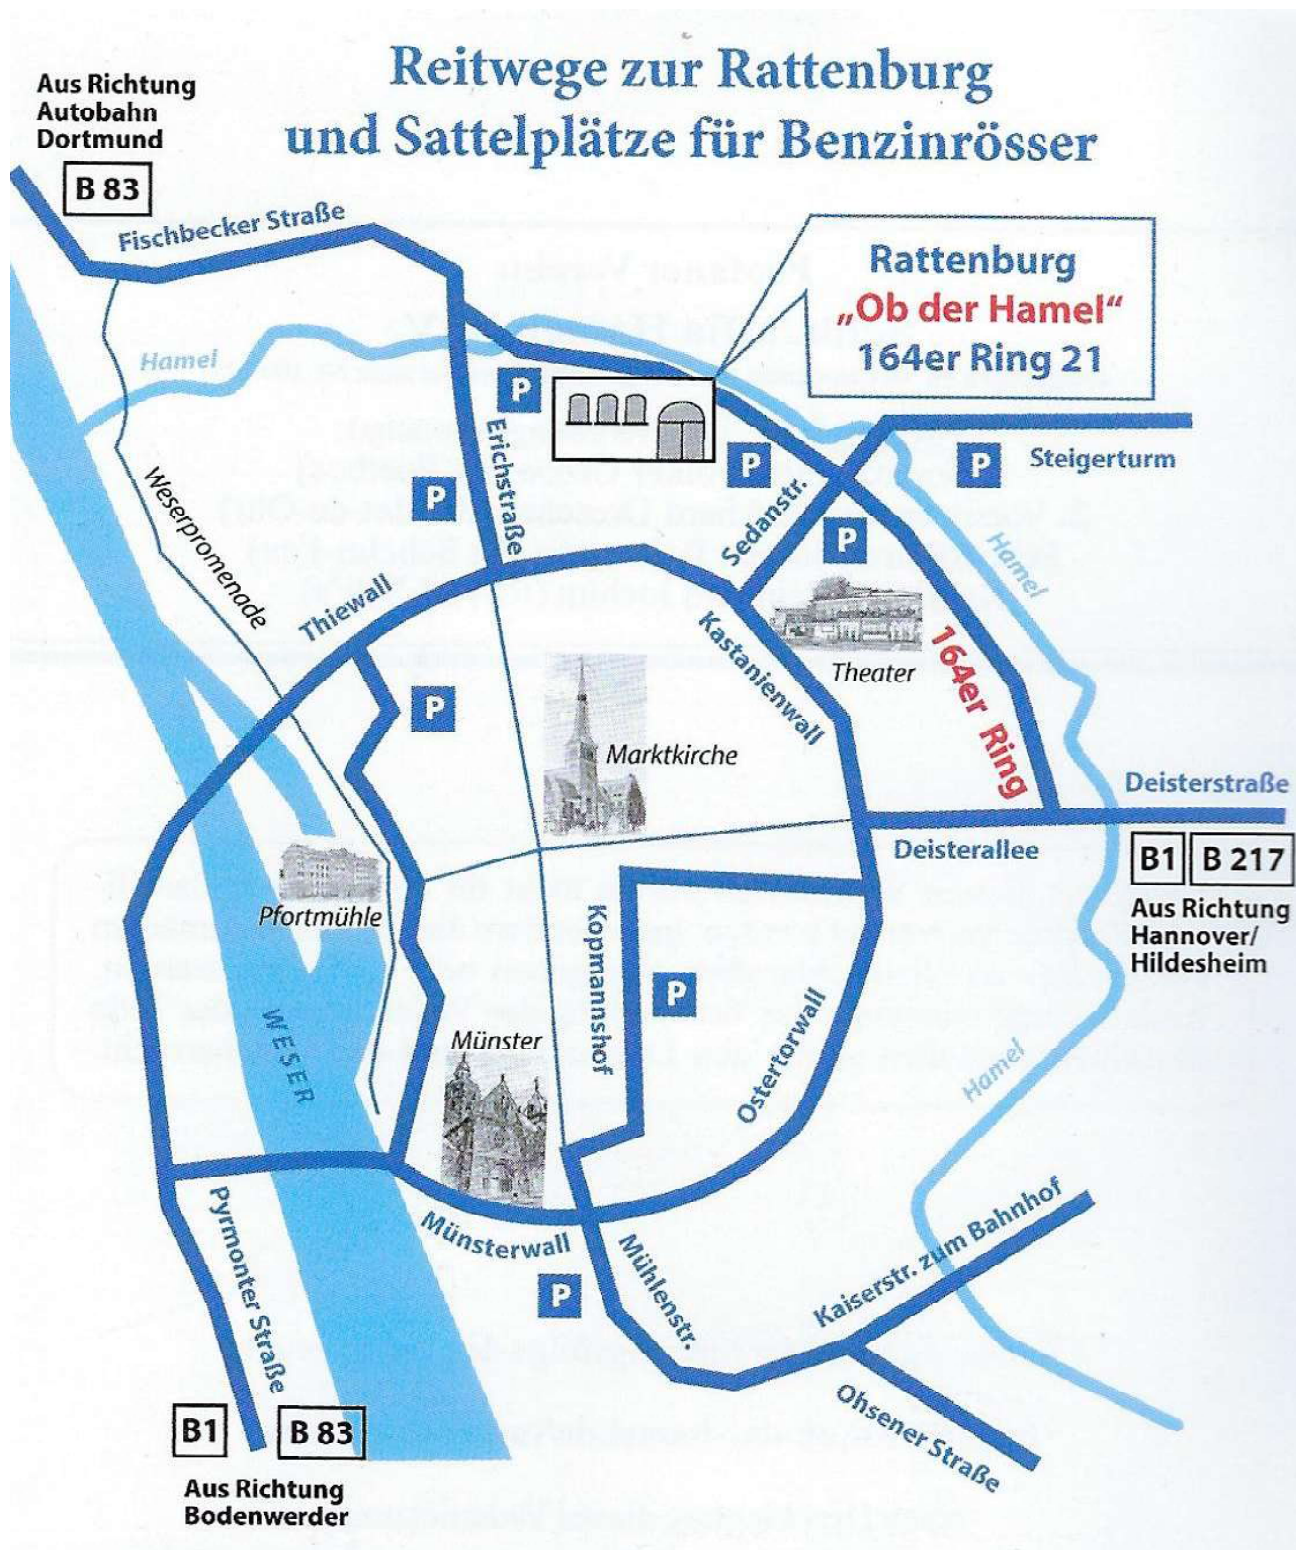 Reitwege zur Rattenburg
und Sattelplätze für Benzinrösser
Aus Richtung
Autobahn
Dortmund
B 83
Fischbecker Straße
Rattenburg
„Ob der Hamel“
164er Ring 21
Hamel
P
Erichstraße
P
Sedanstr.
P
P
Steigerturm
P
Hamel
Weserpromenade
Thiewall
Kastanienwall
Theater
164er Ring
P
Marktkirche
Deisterstraße
Deisterallee
B1
B 217
Aus Richtung
Hannover/
Hildesheim
Pfortmühle
Kopmannshof
P
Ostertorwall
WESER
Münster
Hamel
Pyrmonter Straße
Münsterwall
P
Mühlenstr.
Kaiserstr. zum Bahnhof
Ohsener Straße
B1
B 83
Aus Richtung
Bodenwerder